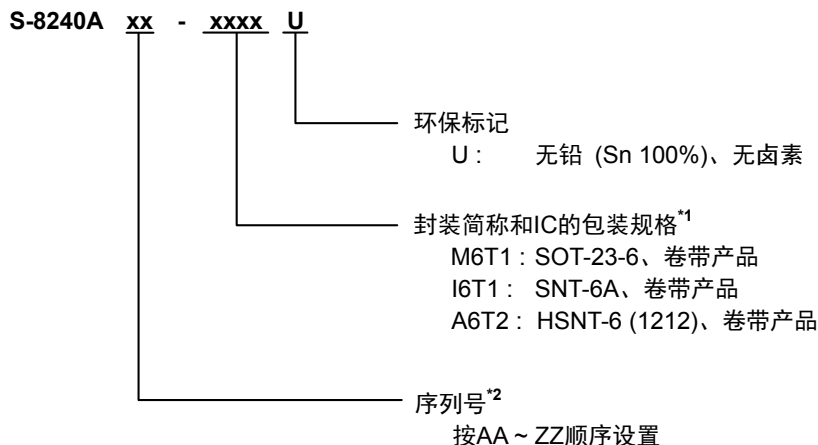 S-8240A xx - xxxx U
环保标记
U : 无铅 (Sn 100%)、无卤素
封装简称和IC的包装规格*1
M6T1 : SOT-23-6、卷带产品
I6T1 : SNT-6A、卷带产品
A6T2 : HSNT-6 (1212)、卷带产品
序列号*2
按AA ~ ZZ顺序设置